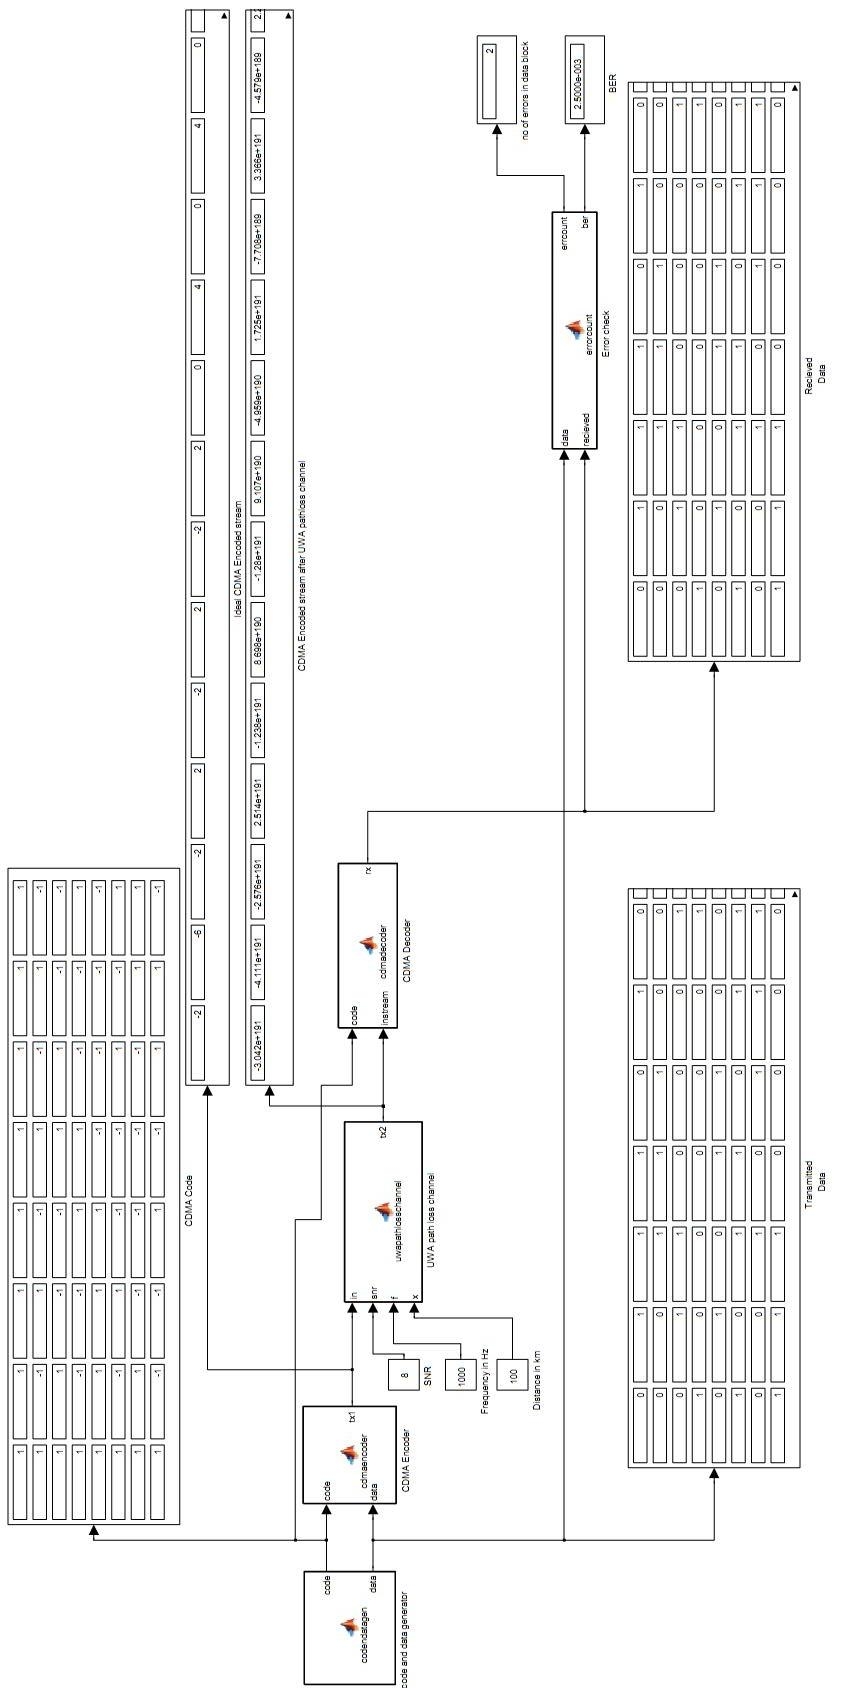 1 1 1 1 1 1 1 1
1 -1 1 -1 1 -1 1 -1
1 1 -1 -1 1 1 -1 -1
1 -1 -1 1 1 -1 -1 1
1 1 1 1 -1 -1 -1 -1
1 -1 1 -1 -1 1 -1 1
1 1 -1 -1 -1 -1 1 1
1 -1 -1 1 -1 1 1 -1
CDMA Code
-2 -6 -2 2 -2 2 -2 2 0 4 0 4 0
Ideal CDMA Encoded stream
-3.042e+191 -4.111e+191 -2.576e+191 2.514e+191 -1.238e+191 8.698e+190 -1.28e+191 9.107e+190 -4.959e+190 1.725e+191 -7.708e+189 3.366e+191 -4.579e+189 2.2
CDMA Encoded stream after UWA pathloss channel
code
data
codendatagen
code and data generator
code
data
cdmaencoder
tx1
CDMA Encoder
8
SNR
1000
Frequency in Hz
100
Distance in km
in
snr
f
x
uwapathlosschannel
tx2
UWA path loss channel
code
instream
cdmadecoder
rx
CDMA Decoder
data
recieved
errorcount
errcount
ber
Error check
2
no of errors in data block
2.5000e-003
BER
0 1 1 1 0 1 0
0 0 1 1 1 0 0
0 1 1 0 0 0 1
1 0 0 0 0 0 1
0 1 0 1 1 0 0
1 0 1 1 0 1 1
0 0 1 0 1 1 1
1 1 1 0 0 0 0
Transmitted
Data
0 1 1 1 0 1 0
0 0 1 1 1 0 0
0 1 1 0 0 0 1
1 0 0 0 0 0 1
0 1 0 1 1 0 0
1 0 1 1 0 1 1
0 0 1 0 1 1 1
1 1 1 0 0 0 0
Recieved
Data